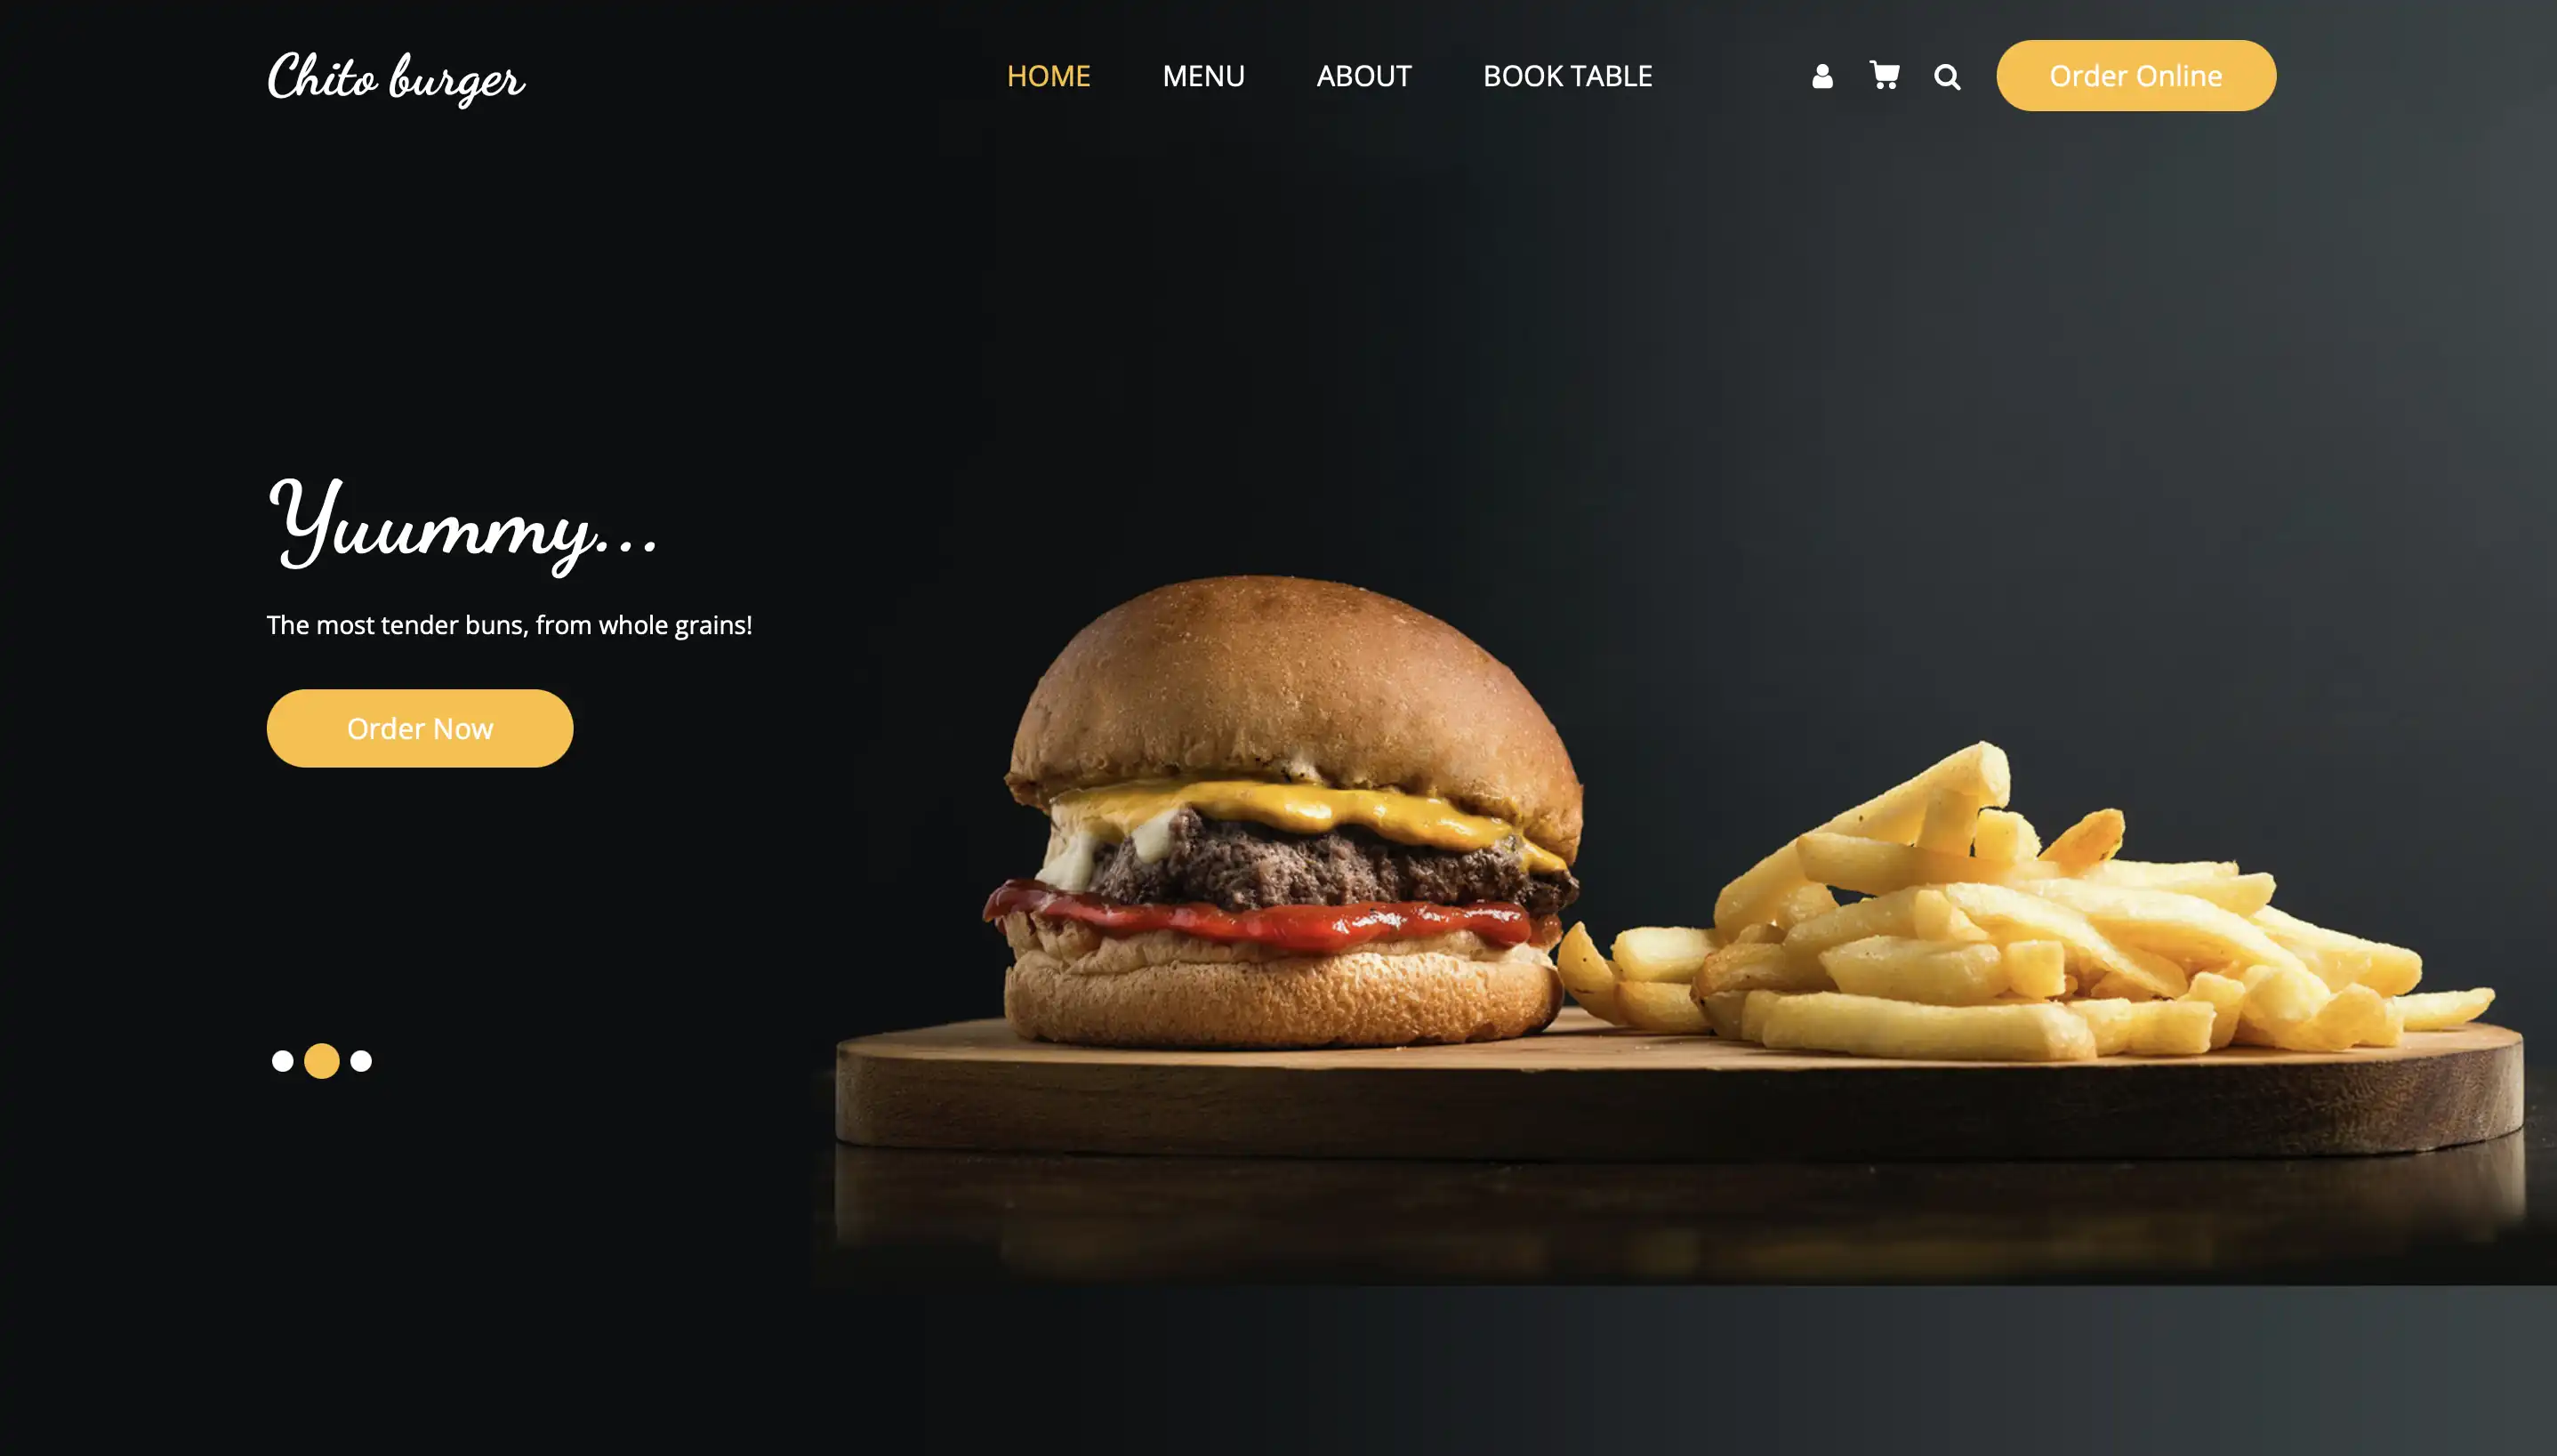 Chito burger
HOME MENU ABOUT BOOK TABLE Order Online
Yuummy...
The most tender buns, from whole grains!
Order Now